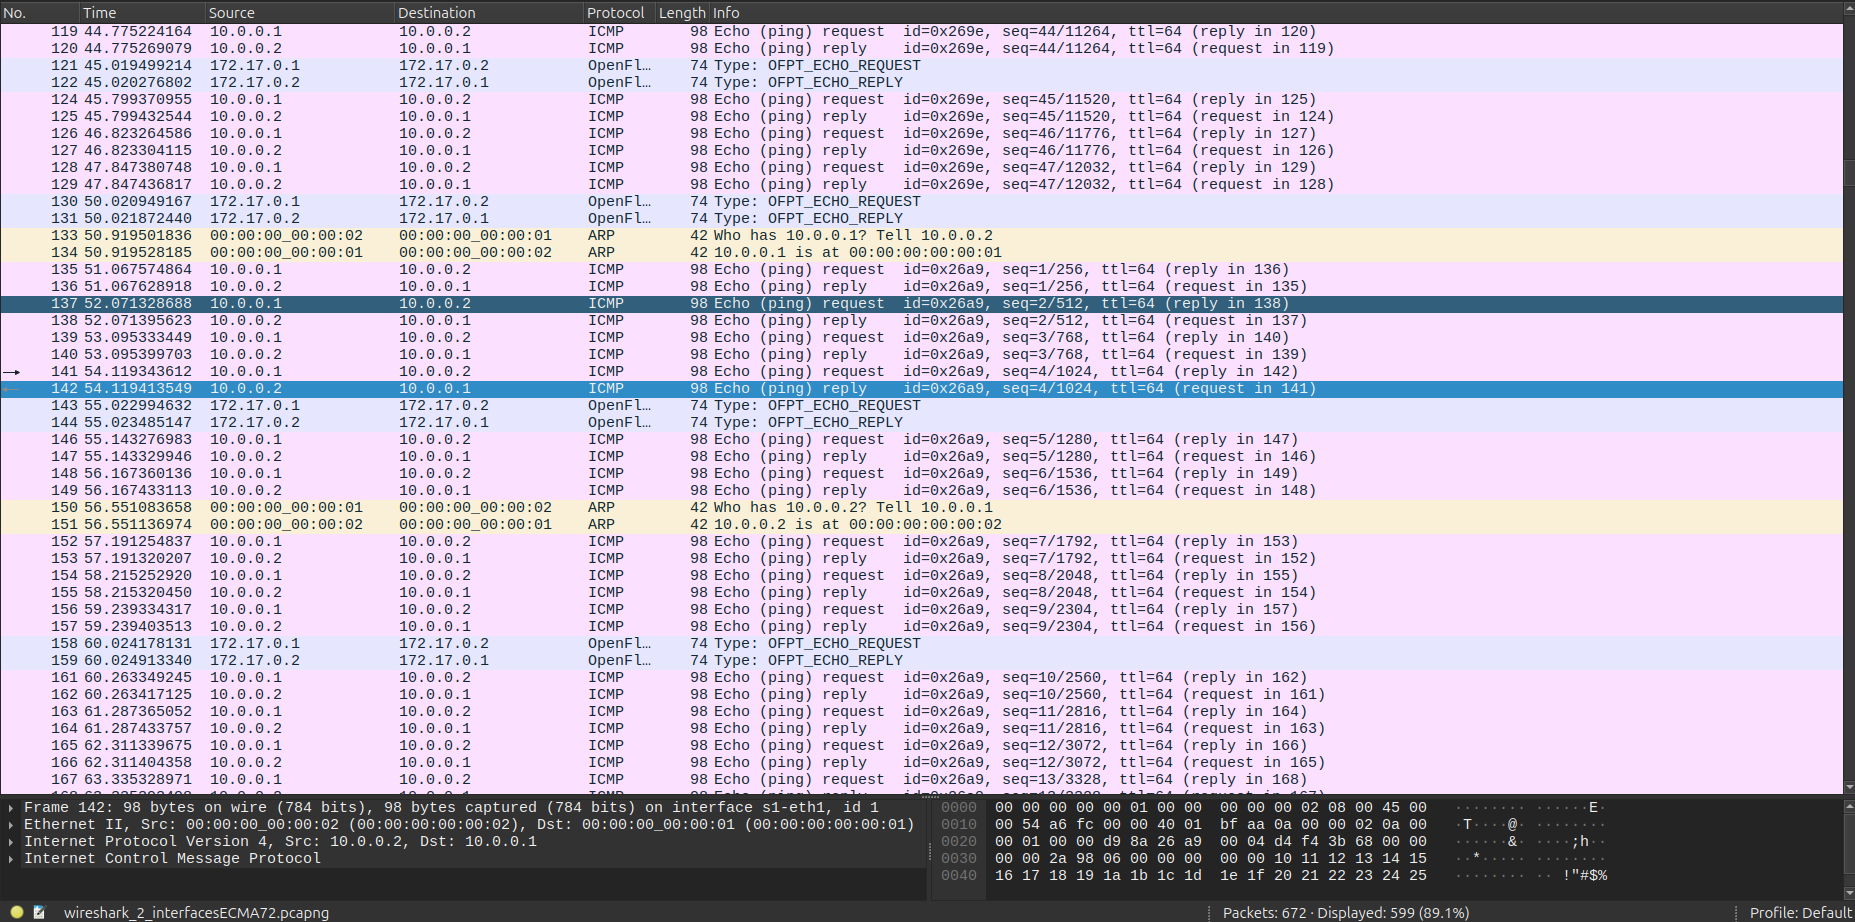 No. Time Source Destination Protocol Length Info
119 44.775224164 10.0.0.1 10.0.0.2 ICMP 98 Echo (ping) request id=0x269e, seq=44/11264, ttl=64 (reply in 120)
120 44.775269079 10.0.0.2 10.0.0.1 ICMP 98 Echo (ping) reply id=0x269e, seq=44/11264, ttl=64 (request in 119)
121 45.019499214 172.17.0.1 172.17.0.2 OpenFl… 74 Type: OFPT_ECHO_REQUEST
122 45.020276802 172.17.0.2 172.17.0.1 OpenFl… 74 Type: OFPT_ECHO_REPLY
124 45.799370955 10.0.0.1 10.0.0.2 ICMP 98 Echo (ping) request id=0x269e, seq=45/11520, ttl=64 (reply in 125)
125 45.799432544 10.0.0.2 10.0.0.1 ICMP 98 Echo (ping) reply id=0x269e, seq=45/11520, ttl=64 (request in 124)
126 46.823264586 10.0.0.1 10.0.0.2 ICMP 98 Echo (ping) request id=0x269e, seq=46/11776, ttl=64 (reply in 127)
127 46.823304115 10.0.0.2 10.0.0.1 ICMP 98 Echo (ping) reply id=0x269e, seq=46/11776, ttl=64 (request in 126)
128 47.847380748 10.0.0.1 10.0.0.2 ICMP 98 Echo (ping) request id=0x269e, seq=47/12032, ttl=64 (reply in 129)
129 47.847436817 10.0.0.2 10.0.0.1 ICMP 98 Echo (ping) reply id=0x269e, seq=47/12032, ttl=64 (request in 128)
130 50.020949167 172.17.0.1 172.17.0.2 OpenFl… 74 Type: OFPT_ECHO_REQUEST
131 50.021872440 172.17.0.2 172.17.0.1 OpenFl… 74 Type: OFPT_ECHO_REPLY
133 50.919501836 00:00:00_00:00:02 00:00:00_00:00:01 ARP 42 Who has 10.0.0.1? Tell 10.0.0.2
134 50.919528185 00:00:00_00:00:01 00:00:00_00:00:02 ARP 42 10.0.0.1 is at 00:00:00:00:00:01
135 51.067574864 10.0.0.1 10.0.0.2 ICMP 98 Echo (ping) request id=0x26a9, seq=1/256, ttl=64 (reply in 136)
136 51.067628918 10.0.0.2 10.0.0.1 ICMP 98 Echo (ping) reply id=0x26a9, seq=1/256, ttl=64 (request in 135)
137 52.071328688 10.0.0.1 10.0.0.2 ICMP 98 Echo (ping) request id=0x26a9, seq=2/512, ttl=64 (reply in 138)
138 52.071395623 10.0.0.2 10.0.0.1 ICMP 98 Echo (ping) reply id=0x26a9, seq=2/512, ttl=64 (request in 137)
139 53.095333449 10.0.0.1 10.0.0.2 ICMP 98 Echo (ping) request id=0x26a9, seq=3/768, ttl=64 (reply in 140)
140 53.095399703 10.0.0.2 10.0.0.1 ICMP 98 Echo (ping) reply id=0x26a9, seq=3/768, ttl=64 (request in 139)
141 54.119343612 10.0.0.1 10.0.0.2 ICMP 98 Echo (ping) request id=0x26a9, seq=4/1024, ttl=64 (reply in 142)
142 54.119413549 10.0.0.2 10.0.0.1 ICMP 98 Echo (ping) reply id=0x26a9, seq=4/1024, ttl=64 (request in 141)
143 55.022994632 172.17.0.1 172.17.0.2 OpenFl… 74 Type: OFPT_ECHO_REQUEST
144 55.023485147 172.17.0.2 172.17.0.1 OpenFl… 74 Type: OFPT_ECHO_REPLY
146 55.143276983 10.0.0.1 10.0.0.2 ICMP 98 Echo (ping) request id=0x26a9, seq=5/1280, ttl=64 (reply in 147)
147 55.143329946 10.0.0.2 10.0.0.1 ICMP 98 Echo (ping) reply id=0x26a9, seq=5/1280, ttl=64 (request in 146)
148 56.167360136 10.0.0.1 10.0.0.2 ICMP 98 Echo (ping) request id=0x26a9, seq=6/1536, ttl=64 (reply in 149)
149 56.167433113 10.0.0.2 10.0.0.1 ICMP 98 Echo (ping) reply id=0x26a9, seq=6/1536, ttl=64 (request in 148)
150 56.551083658 00:00:00_00:00:01 00:00:00_00:00:02 ARP 42 Who has 10.0.0.2? Tell 10.0.0.1
151 56.551136974 00:00:00_00:00:02 00:00:00_00:00:01 ARP 42 10.0.0.2 is at 00:00:00:00:00:02
152 57.191254837 10.0.0.1 10.0.0.2 ICMP 98 Echo (ping) request id=0x26a9, seq=7/1792, ttl=64 (reply in 153)
153 57.191320207 10.0.0.2 10.0.0.1 ICMP 98 Echo (ping) reply id=0x26a9, seq=7/1792, ttl=64 (request in 152)
154 58.215252920 10.0.0.1 10.0.0.2 ICMP 98 Echo (ping) request id=0x26a9, seq=8/2048, ttl=64 (reply in 155)
155 58.215320450 10.0.0.2 10.0.0.1 ICMP 98 Echo (ping) reply id=0x26a9, seq=8/2048, ttl=64 (request in 154)
156 59.239334317 10.0.0.1 10.0.0.2 ICMP 98 Echo (ping) request id=0x26a9, seq=9/2304, ttl=64 (reply in 157)
157 59.239403513 10.0.0.2 10.0.0.1 ICMP 98 Echo (ping) reply id=0x26a9, seq=9/2304, ttl=64 (request in 156)
158 60.024178131 172.17.0.1 172.17.0.2 OpenFl… 74 Type: OFPT_ECHO_REQUEST
159 60.024913340 172.17.0.2 172.17.0.1 OpenFl… 74 Type: OFPT_ECHO_REPLY
161 60.263349245 10.0.0.1 10.0.0.2 ICMP 98 Echo (ping) request id=0x26a9, seq=10/2560, ttl=64 (reply in 162)
162 60.263417125 10.0.0.2 10.0.0.1 ICMP 98 Echo (ping) reply id=0x26a9, seq=10/2560, ttl=64 (request in 161)
163 61.287365052 10.0.0.1 10.0.0.2 ICMP 98 Echo (ping) request id=0x26a9, seq=11/2816, ttl=64 (reply in 164)
164 61.287433757 10.0.0.2 10.0.0.1 ICMP 98 Echo (ping) reply id=0x26a9, seq=11/2816, ttl=64 (request in 163)
165 62.311339675 10.0.0.1 10.0.0.2 ICMP 98 Echo (ping) request id=0x26a9, seq=12/3072, ttl=64 (reply in 166)
166 62.311404358 10.0.0.2 10.0.0.1 ICMP 98 Echo (ping) reply id=0x26a9, seq=12/3072, ttl=64 (request in 165)
167 63.335328971 10.0.0.1 10.0.0.2 ICMP 98 Echo (ping) request id=0x26a9, seq=13/3328, ttl=64 (reply in 168)
Frame 142: 98 bytes on wire (784 bits), 98 bytes captured (784 bits) on interface s1-eth1, id 1
Ethernet II, Src: 00:00:00_00:00:02 (00:00:00:00:00:02), Dst: 00:00:00_00:00:01 (00:00:00:00:00:01)
Internet Protocol Version 4, Src: 10.0.0.2, Dst: 10.0.0.1
Internet Control Message Protocol
0000 00 00 00 00 00 01 00 00 00 00 00 02 08 00 45 00 ········ ······E·
0010 00 54 a6 fc 00 00 40 01 bf aa 0a 00 00 02 0a 00 ·T····@· ········
0020 00 01 00 00 d9 8a 26 a9 00 04 d4 f4 3b 68 00 00 ······&· ····;h··
0030 00 00 2a 98 06 00 00 00 00 00 10 11 12 13 14 15 ··*····· ········
0040 16 17 18 19 1a 1b 1c 1d 1e 1f 20 21 22 23 24 25 ········ ·· !"#$%
wireshark_2_interfacesECMA72.pcapng Packets: 672 · Displayed: 599 (89.1%) Profile: Default